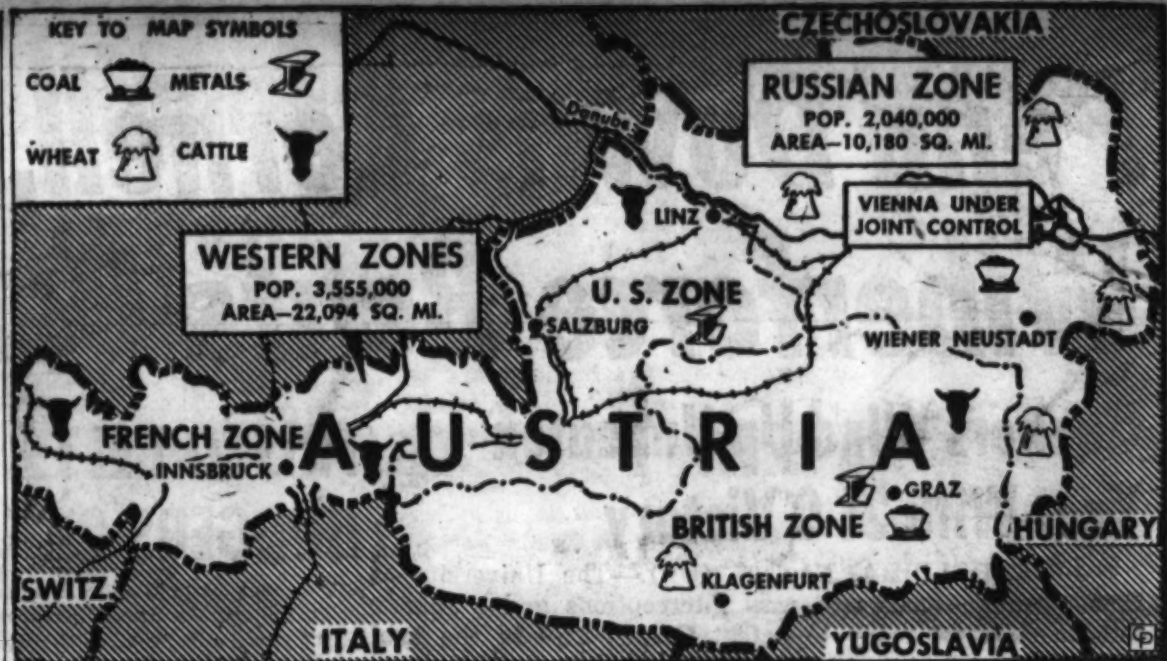 KEY TO MAP SYMBOLS
COAL METALS
WHEAT CATTLE
CZECHOSLOVAKIA
RUSSIAN ZONE
POP. 2,040,000
AREA—10,180 SQ. MI.
Danube
LINZ
VIENNA UNDER
JOINT CONTROL
WESTERN ZONES
POP. 3,555,000
AREA—22,094 SQ. MI.
U. S. ZONE
SALZBURG
WIENER NEUSTADT
FRENCH ZONE
AUSTRIA
INNSBRUCK
GRAZ
BRITISH ZONE
HUNGARY
KLAGENFURT
SWITZ.
ITALY
YUGOSLAVIA
CP